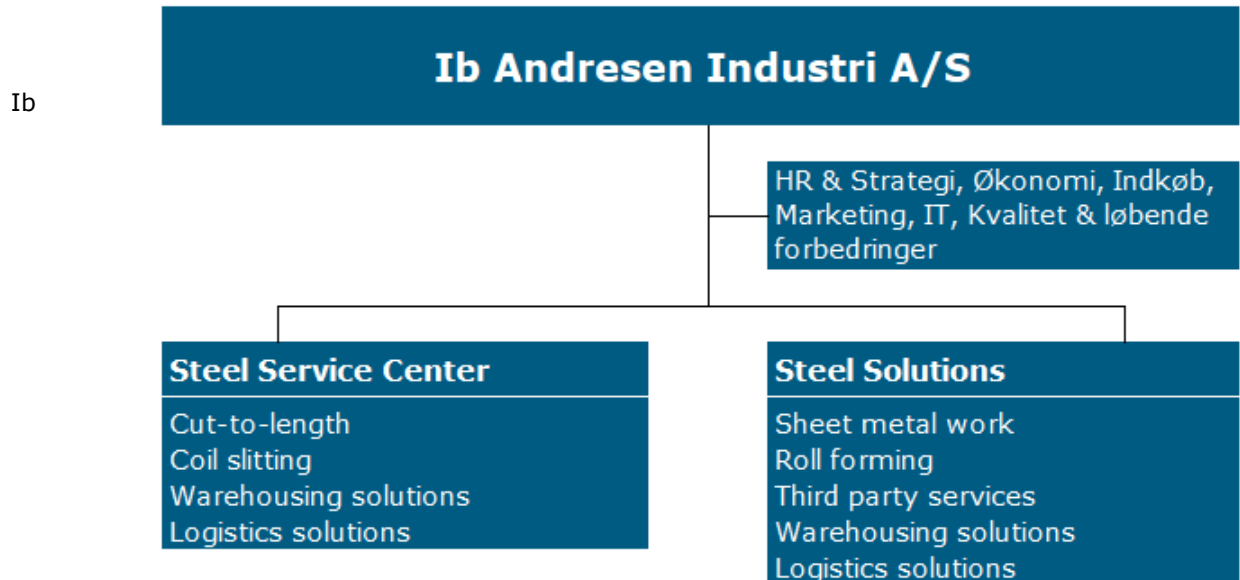 Ib Andresen Industri A/S
Ib
HR & Strategi, Økonomi, Indkøb,
Marketing, IT, Kvalitet & løbende
forbedringer
Steel Service Center
Cut-to-length
Coil slitting
Warehousing solutions
Logistics solutions
Steel Solutions
Sheet metal work
Roll forming
Third party services
Warehousing solutions
Logistics solutions